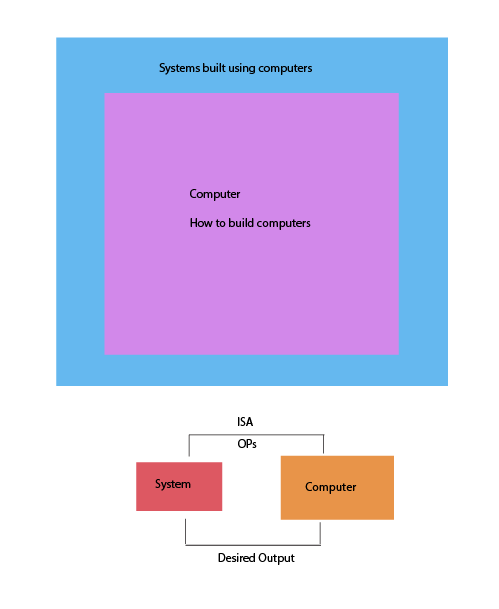 Systems built using computers
Computer
How to build computers
ISA
OPs
System
Computer
Desired Output